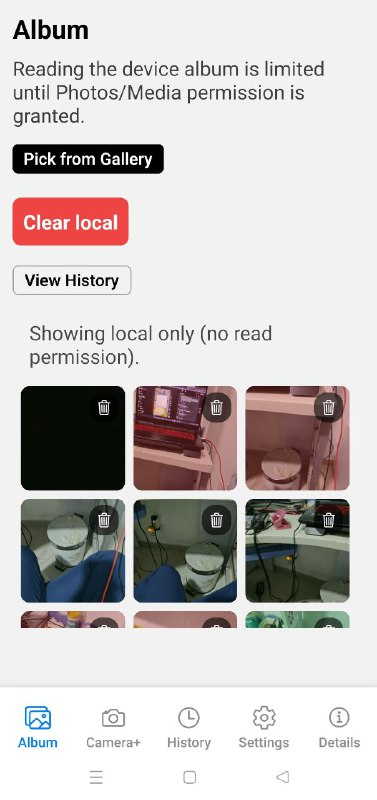 Album
Reading the device album is limited
until Photos/Media permission is
granted.
Pick from Gallery
Clear local
View History
Showing local only (no read
permission).
Album
Camera+
History
Settings
Details